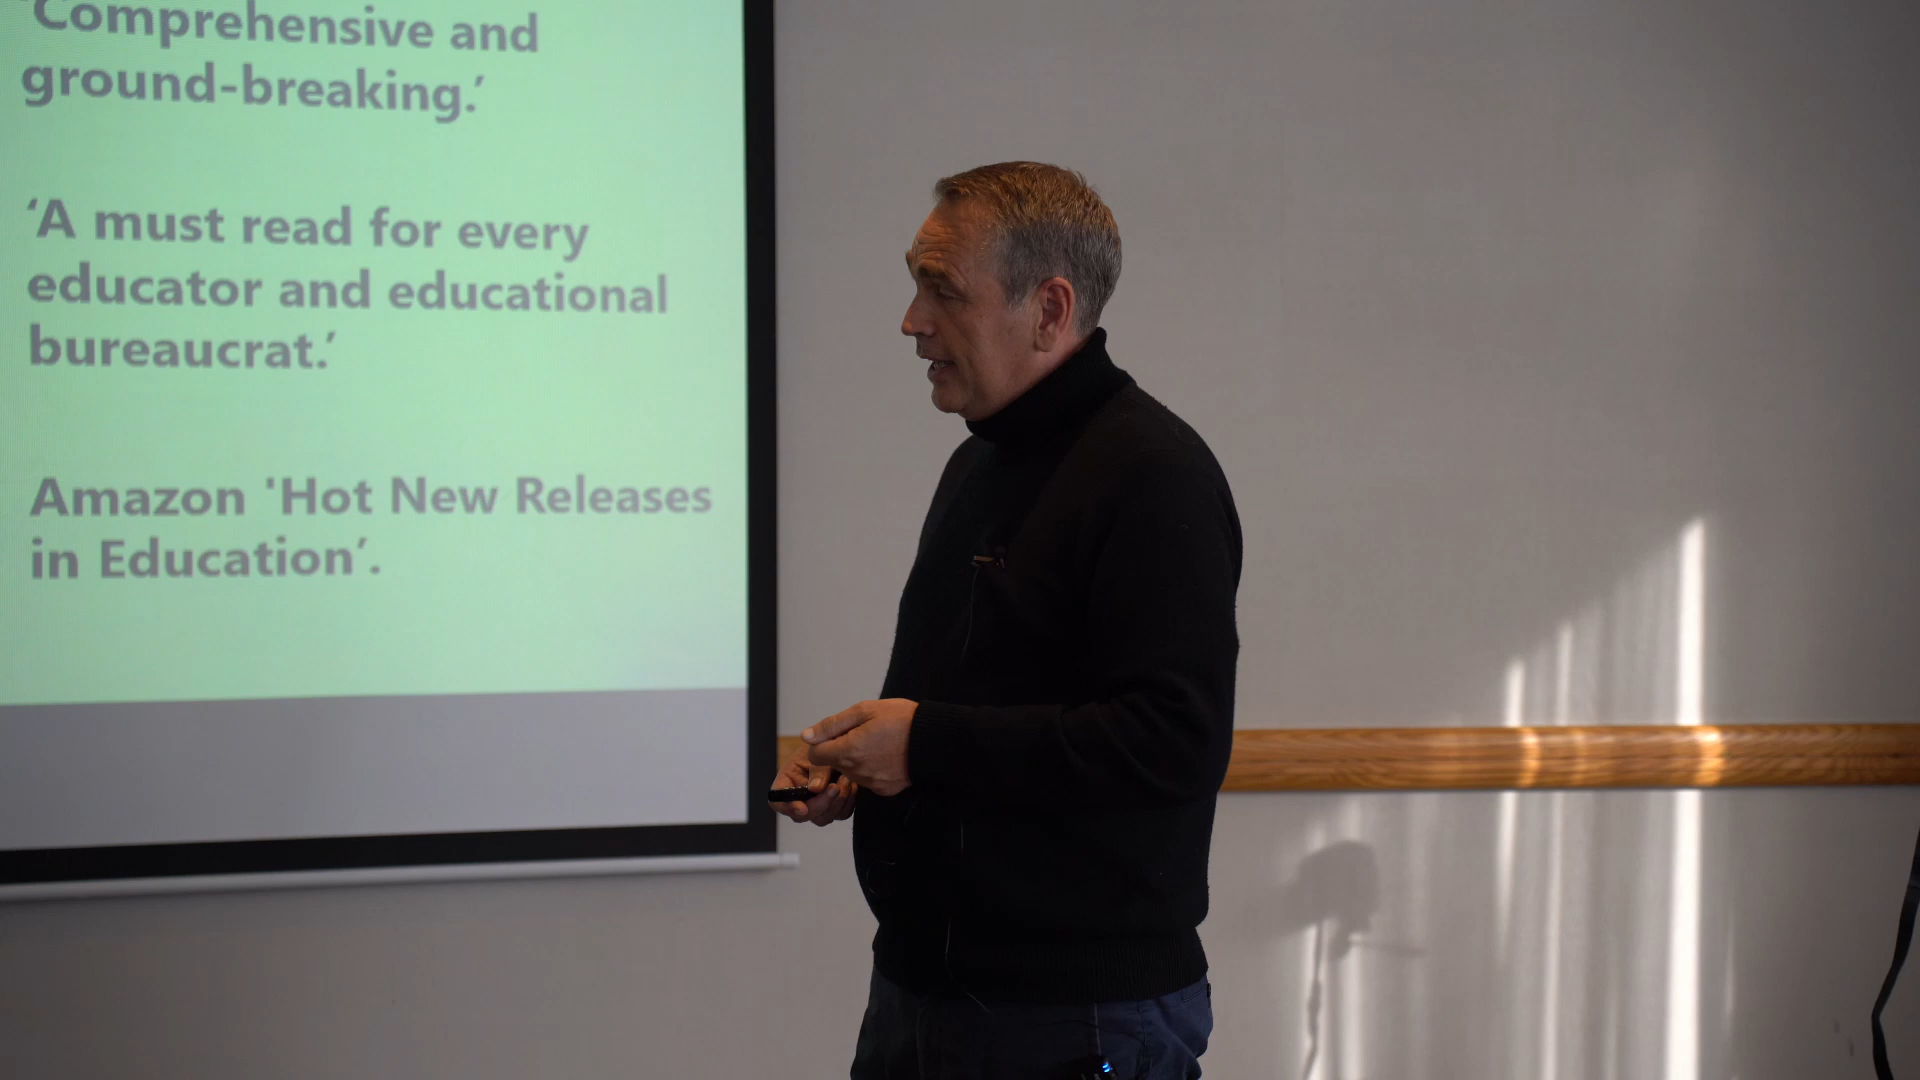 ‘Comprehensive and
ground-breaking.’
‘A must read for every
educator and educational
bureaucrat.’
Amazon 'Hot New Releases
in Education’.